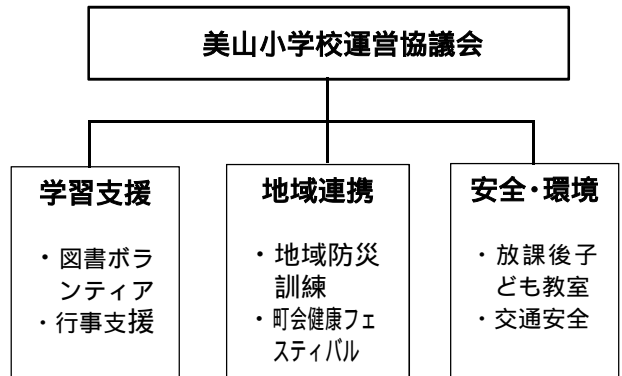 美山小学校運営協議会
学習支援
・図書ボラ
ンティア
・行事支援
地域連携
・地域防災
訓練
・町会健康フェ
スティバル
安全・環境
・放課後子
ども教室
・交通安全